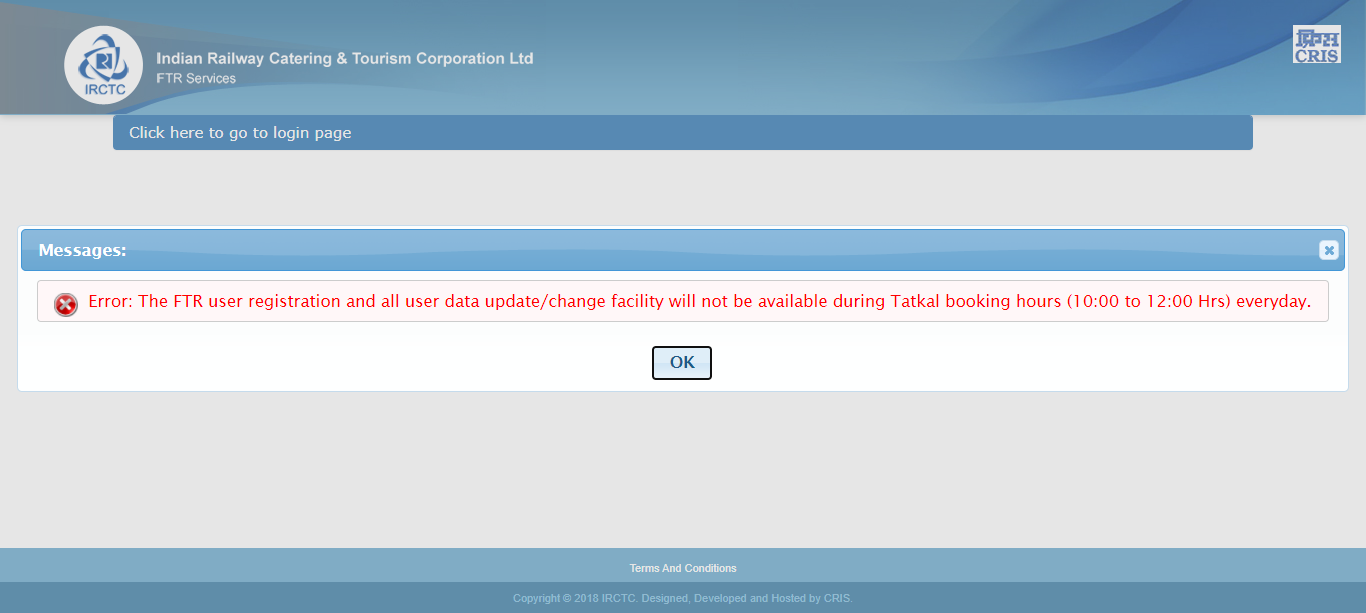 IRCTC
Indian Railway Catering & Tourism Corporation Ltd
FTR Services
क्रिस
CRIS
Click here to go to login page
Messages:
Error: The FTR user registration and all user data update/change facility will not be available during Tatkal booking hours (10:00 to 12:00 Hrs) everyday.
OK
Terms And Conditions
Copyright © 2018 IRCTC. Designed, Developed and Hosted by CRIS.